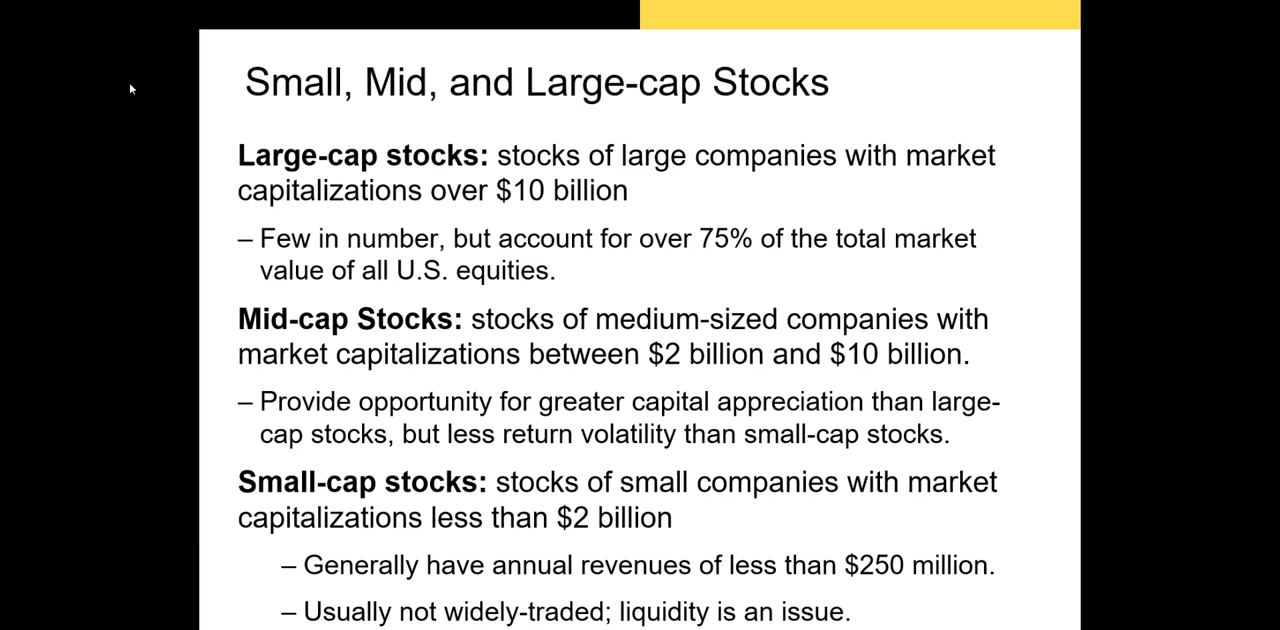 Small, Mid, and Large-cap Stocks
Large-cap stocks: stocks of large companies with market
capitalizations over $10 billion
– Few in number, but account for over 75% of the total market
value of all U.S. equities.
Mid-cap Stocks: stocks of medium-sized companies with
market capitalizations between $2 billion and $10 billion.
– Provide opportunity for greater capital appreciation than large-
cap stocks, but less return volatility than small-cap stocks.
Small-cap stocks: stocks of small companies with market
capitalizations less than $2 billion
– Generally have annual revenues of less than $250 million.
– Usually not widely-traded; liquidity is an issue.